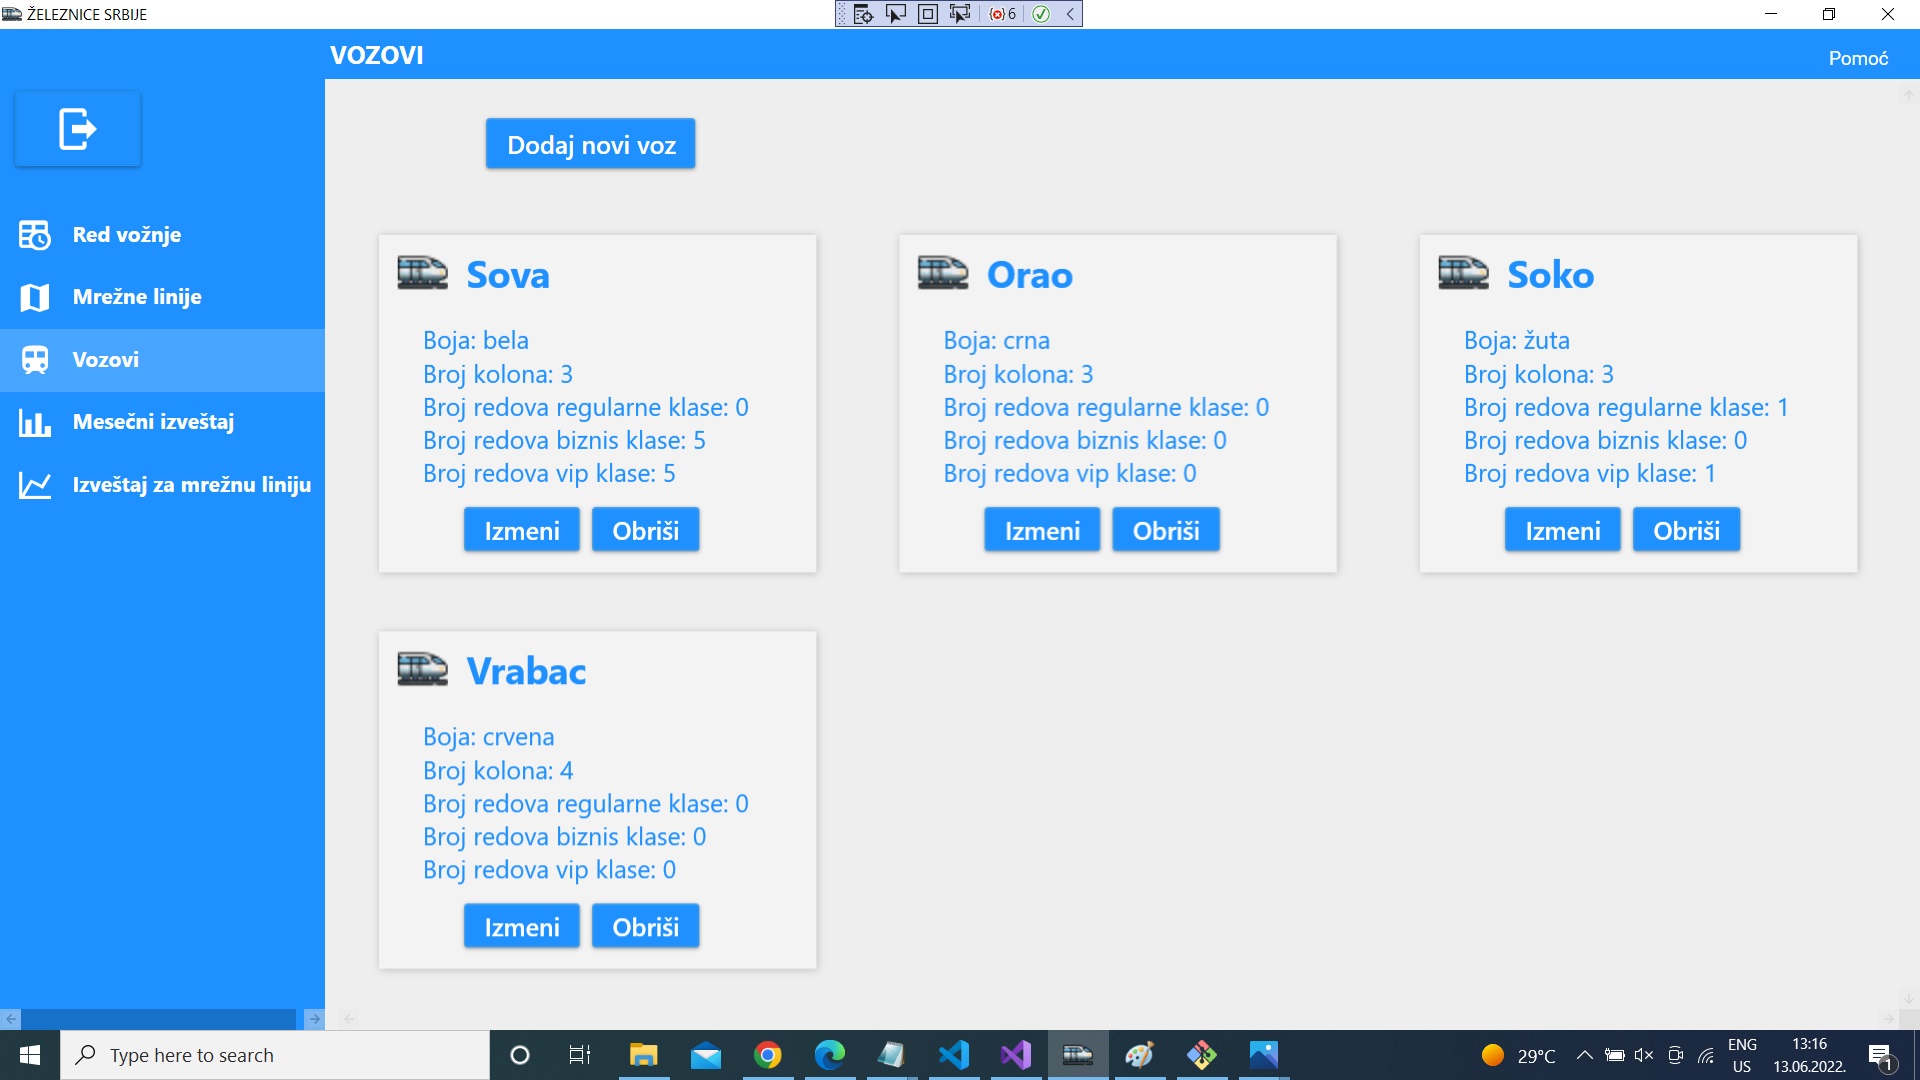 ŽELEZNICE SRBIJE
6
VOZOVI
Pomoć
Red vožnje
Mrežne linije
Vozovi
Mesečni izveštaj
Izveštaj za mrežnu liniju
Dodaj novi voz
Sova
Boja: bela
Broj kolona: 3
Broj redova regularne klase: 0
Broj redova biznis klase: 5
Broj redova vip klase: 5
Izmeni Obriši
Orao
Boja: crna
Broj kolona: 3
Broj redova regularne klase: 0
Broj redova biznis klase: 0
Broj redova vip klase: 0
Izmeni Obriši
Soko
Boja: žuta
Broj kolona: 3
Broj redova regularne klase: 1
Broj redova biznis klase: 0
Broj redova vip klase: 1
Izmeni Obriši
Vrabac
Boja: crvena
Broj kolona: 4
Broj redova regularne klase: 0
Broj redova biznis klase: 0
Broj redova vip klase: 0
Izmeni Obriši
Type here to search
29°C
ENG
US
13:16
13.06.2022.
1